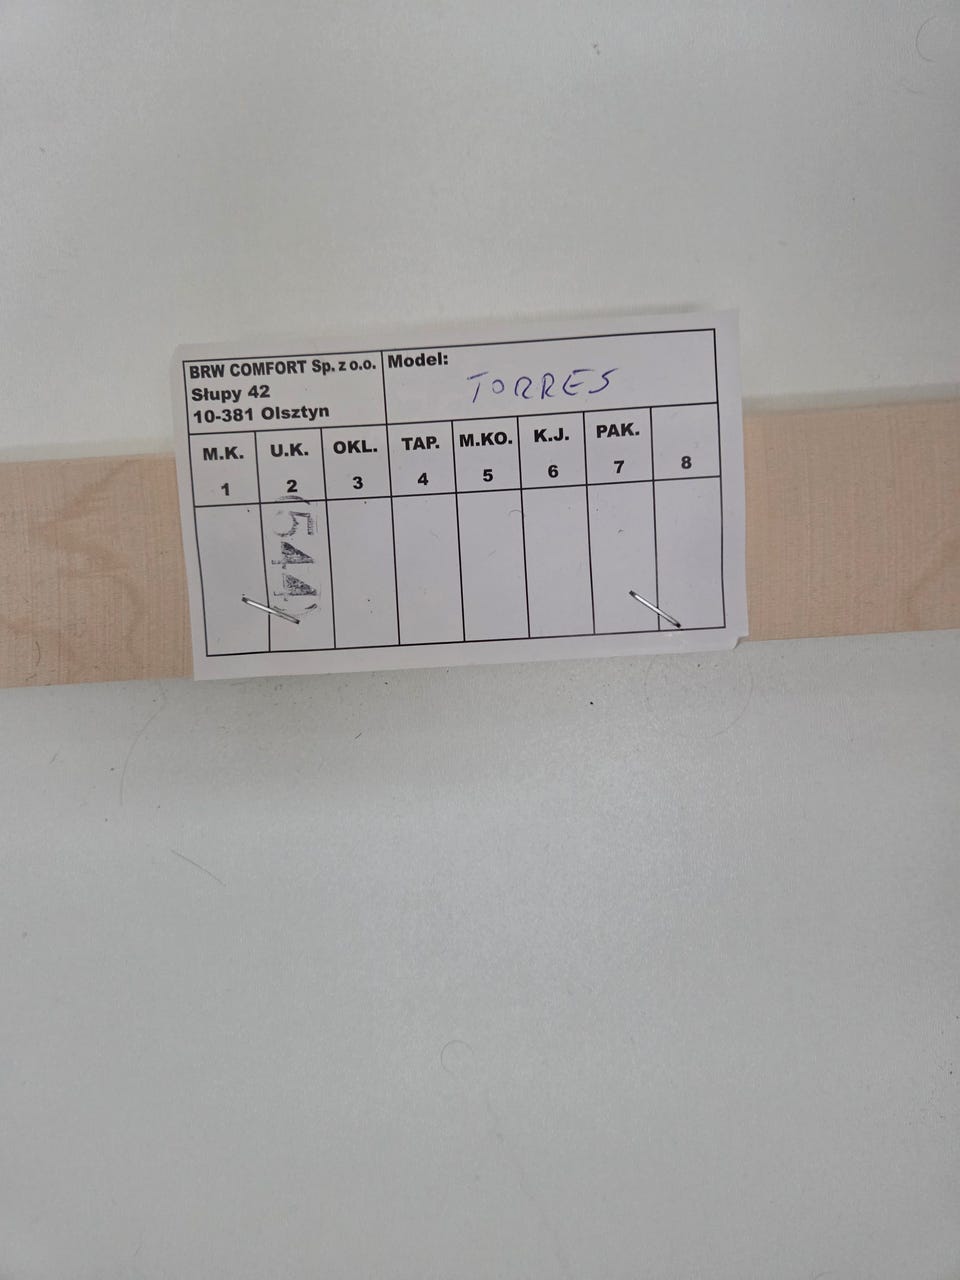 BRW COMFORT Sp. z o.o.
Słupy 42
10-381 Olsztyn
Model:
TORRES
M.K. U.K. OKL. TAP. M.KO. K.J. PAK.
1 2 3 4 5 6 7 8
(544)